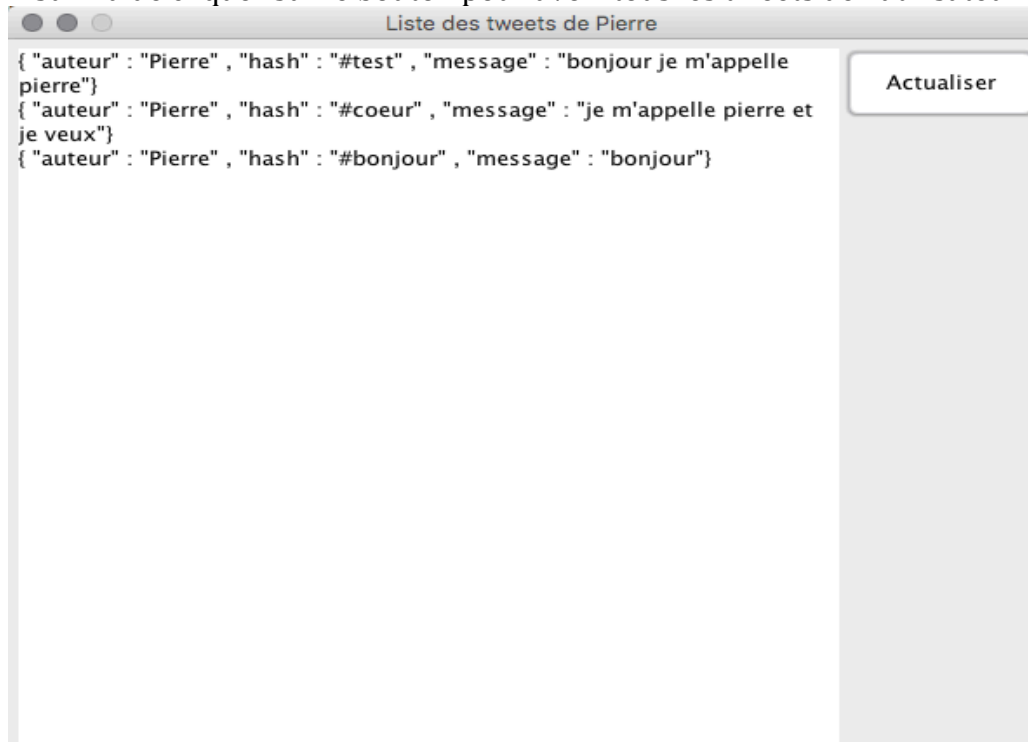 Liste des tweets de Pierre
{ "auteur" : "Pierre" , "hash" : "#test" , "message" : "bonjour je m'appelle
pierre"}
{ "auteur" : "Pierre" , "hash" : "#coeur" , "message" : "je m'appelle pierre et
je veux"}
{ "auteur" : "Pierre" , "hash" : "#bonjour" , "message" : "bonjour"}
Actualiser